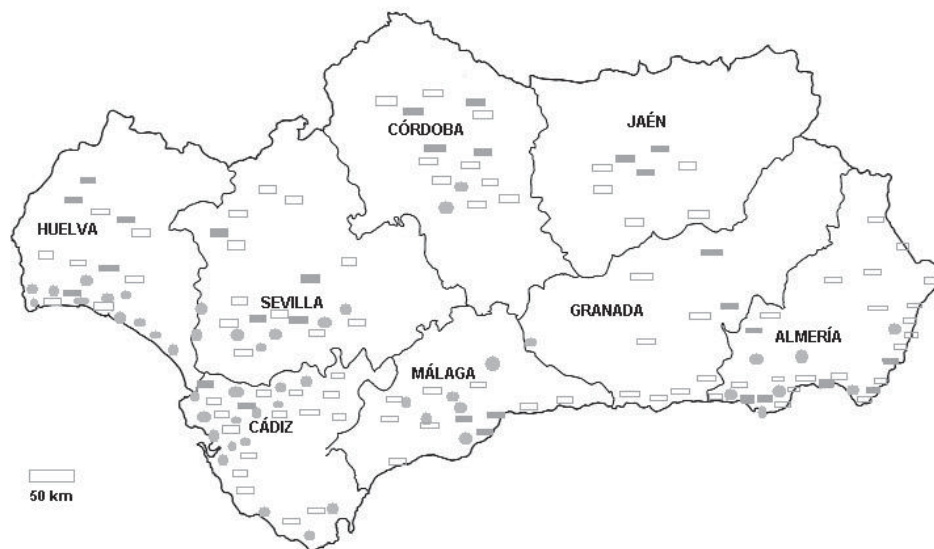 CÓRDOBA
JAÉN
HUELVA
SEVILLA
GRANADA
ALMERÍA
MÁLAGA
CÁDIZ
50 km